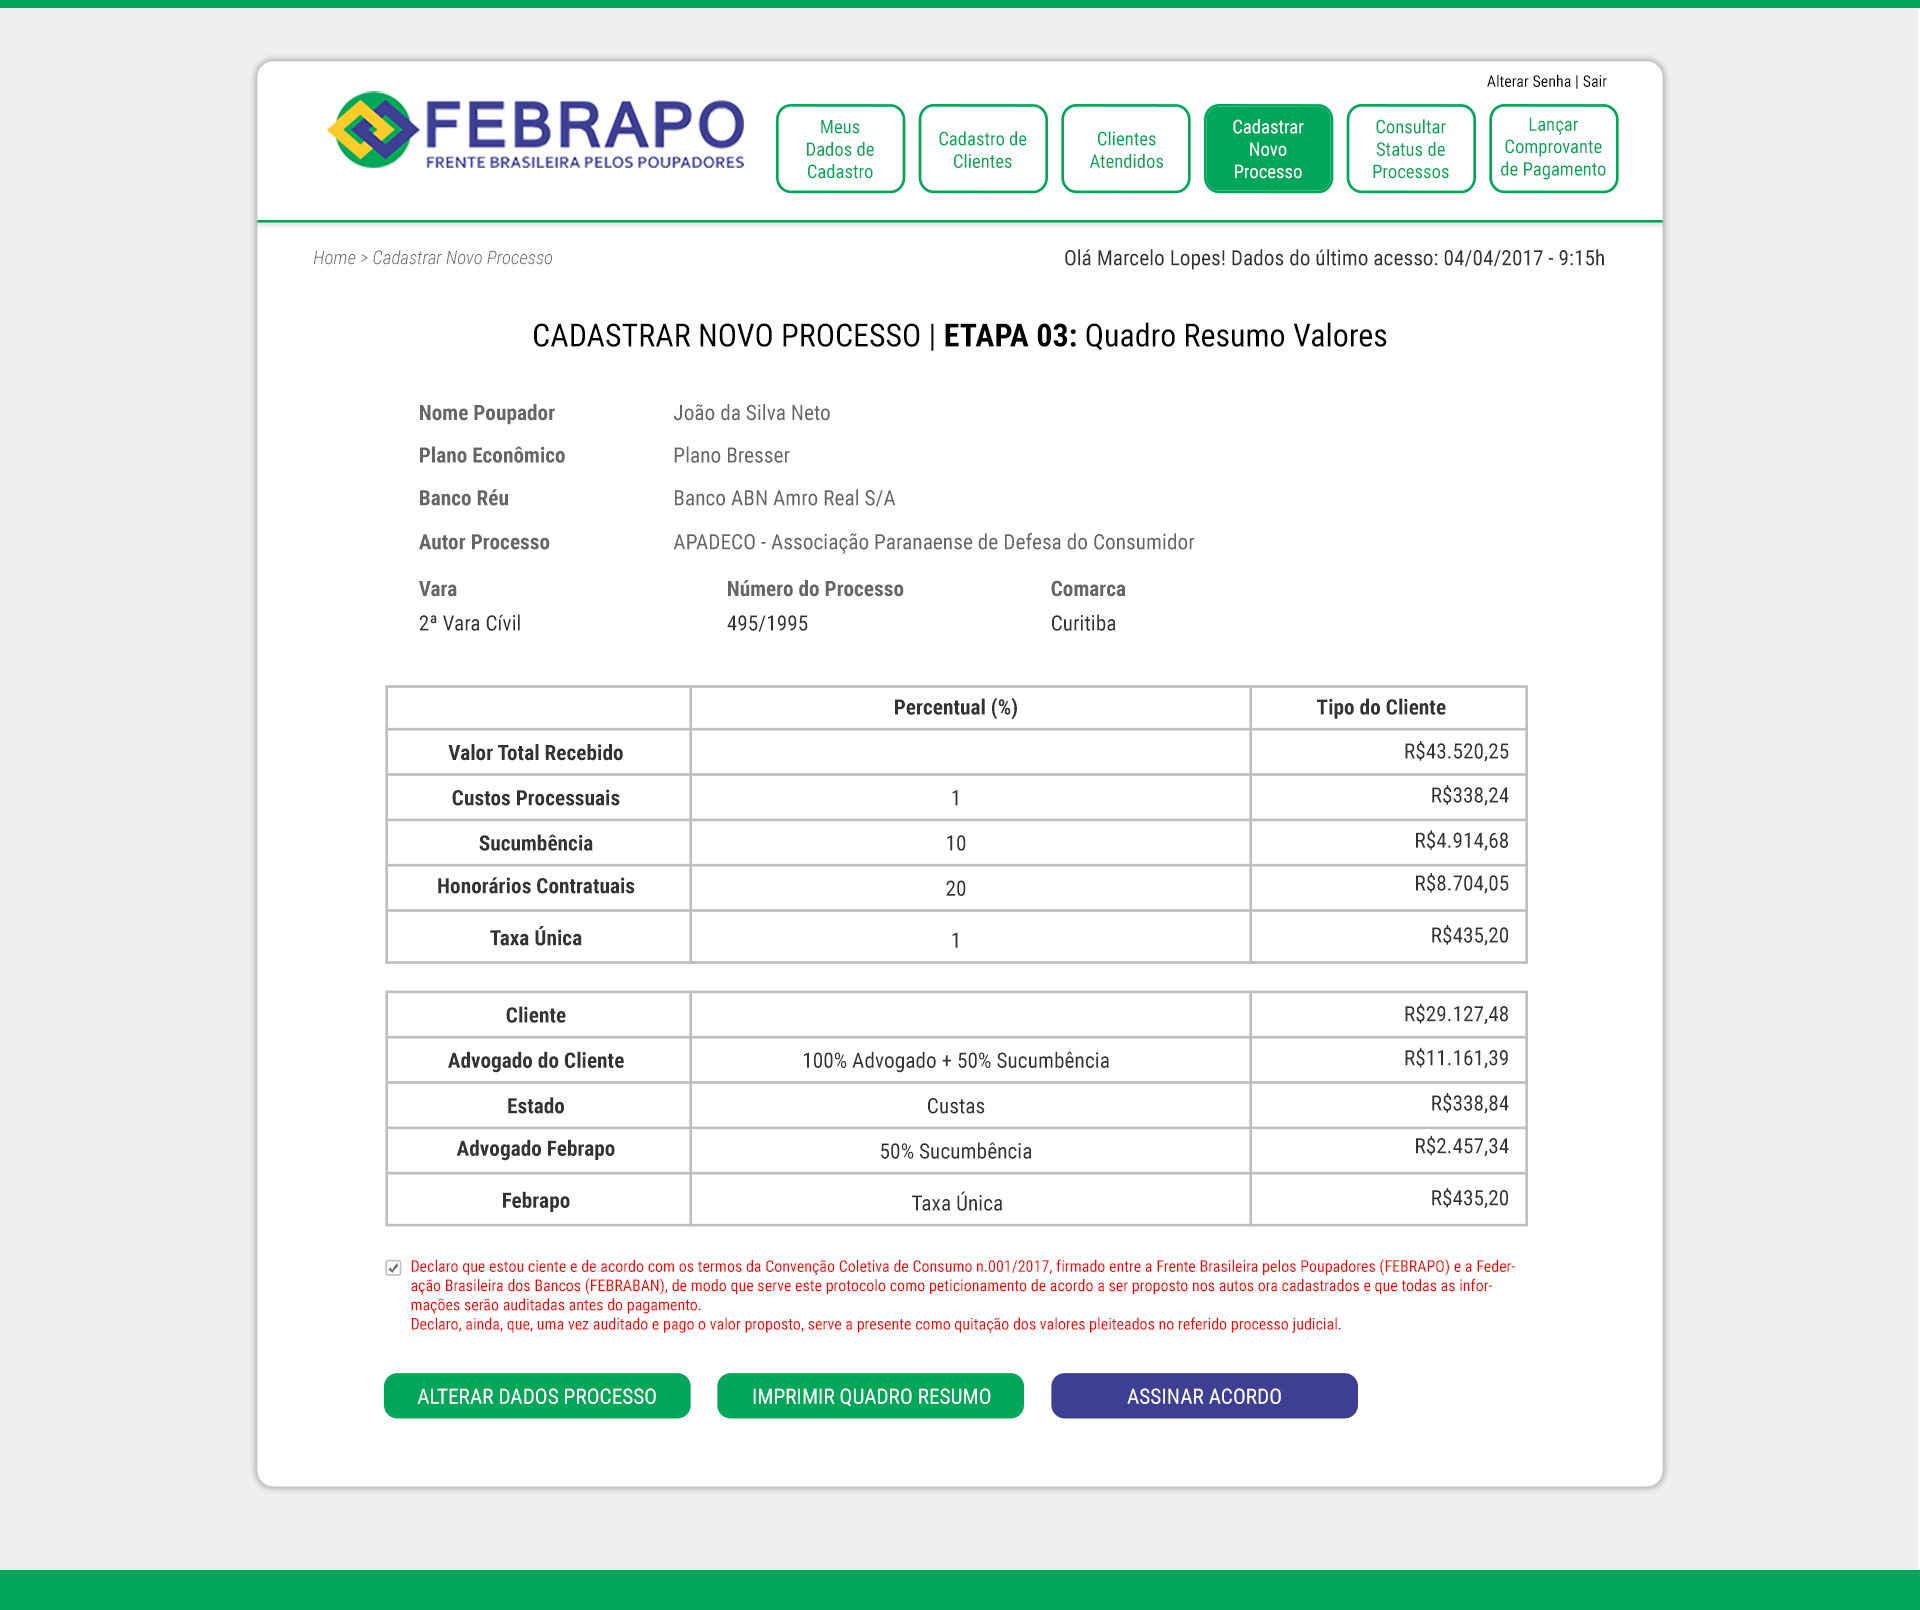 Alterar Senha | Sair
FEBRAPO
FRENTE BRASILEIRA PELOS POUPADORES
Meus
Dados de
Cadastro
Cadastro de
Clientes
Clientes
Atendidos
Cadastrar
Novo
Processo
Consultar
Status de
Processos
Lançar
Comprovante
de Pagamento
Home > Cadastrar Novo Processo
Olá Marcelo Lopes! Dados do último acesso: 04/04/2017 - 9:15h
CADASTRAR NOVO PROCESSO | ETAPA 03: Quadro Resumo Valores
Nome Poupador João da Silva Neto
Plano Econômico Plano Bresser
Banco Réu Banco ABN Amro Real S/A
Autor Processo APADECO - Associação Paranaense de Defesa do Consumidor
Vara Número do Processo Comarca
2ª Vara Cívil 495/1995 Curitiba
Percentual (%) Tipo do Cliente
Valor Total Recebido R$43.520,25
Custos Processuais 1 R$338,24
Sucumbência 10 R$4.914,68
Honorários Contratuais 20 R$8.704,05
Taxa Única 1 R$435,20
Cliente R$29.127,48
Advogado do Cliente 100% Advogado + 50% Sucumbência R$11.161,39
Estado Custas R$338,84
Advogado Febrapo 50% Sucumbência R$2.457,34
Febrapo Taxa Única R$435,20
Declaro que estou ciente e de acordo com os termos da Convenção Coletiva de Consumo n.001/2017, firmado entre a Frente Brasileira pelos Poupadores (FEBRAPO) e a Feder-
ação Brasileira dos Bancos (FEBRABAN), de modo que serve este protocolo como peticionamento de acordo a ser proposto nos autos ora cadastrados e que todas as infor-
mações serão auditadas antes do pagamento.
Declaro, ainda, que, uma vez auditado e pago o valor proposto, serve a presente como quitação dos valores pleiteados no referido processo judicial.
ALTERAR DADOS PROCESSO
IMPRIMIR QUADRO RESUMO
ASSINAR ACORDO